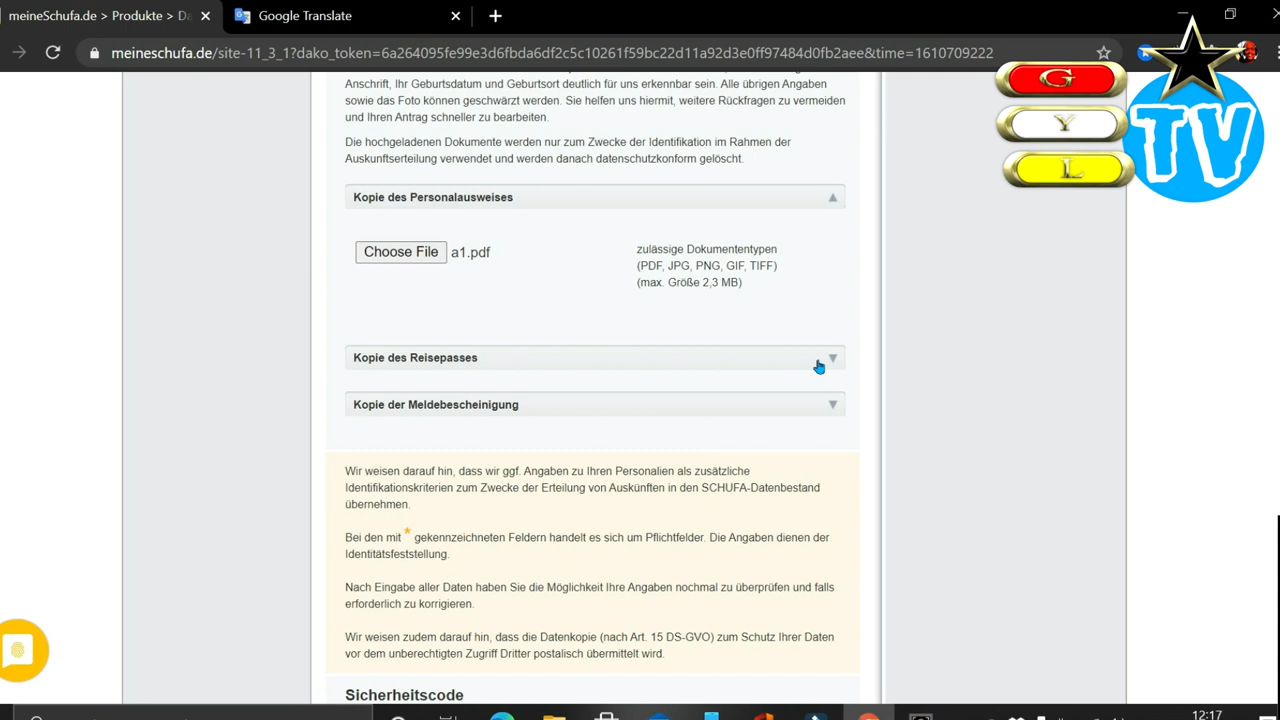 meineSchufa.de > Produkte > Da
Google Translate
meineschufa.de/site-11_3_1?dako_token=6a264095fe99e3d6fbda6df2c5c10261f59bc22d11a92d3e0ff97484d0fb2aee&time=1610709222
G
Y
L
TV
Anschrift, Ihr Geburtsdatum und Geburtsort deutlich für uns erkennbar sein. Alle übrigen Angaben
sowie das Foto können geschwärzt werden. Sie helfen uns hiermit, weitere Rückfragen zu vermeiden
und Ihren Antrag schneller zu bearbeiten.
Die hochgeladenen Dokumente werden nur zum Zwecke der Identifikation im Rahmen der
Auskunftserteilung verwendet und werden danach datenschutzkonform gelöscht.
Kopie des Personalausweises
Choose File a1.pdf
zulässige Dokumententypen
(PDF, JPG, PNG, GIF, TIFF)
(max. Größe 2,3 MB)
Kopie des Reisepasses
Kopie der Meldebescheinigung
Wir weisen darauf hin, dass wir ggf. Angaben zu Ihren Personalien als zusätzliche
Identifikationskriterien zum Zwecke der Erteilung von Auskünften in den SCHUFA-Datenbestand
übernehmen.
Bei den mit * gekennzeichneten Feldern handelt es sich um Pflichtfelder. Die Angaben dienen der
Identitätsfeststellung.
Nach Eingabe aller Daten haben Sie die Möglichkeit Ihre Angaben nochmal zu überprüfen und falls
erforderlich zu korrigieren.
Wir weisen zudem darauf hin, dass die Datenkopie (nach Art. 15 DS-GVO) zum Schutz Ihrer Daten
vor dem unberechtigten Zugriff Dritter postalisch übermittelt wird.
Sicherheitscode
12:17